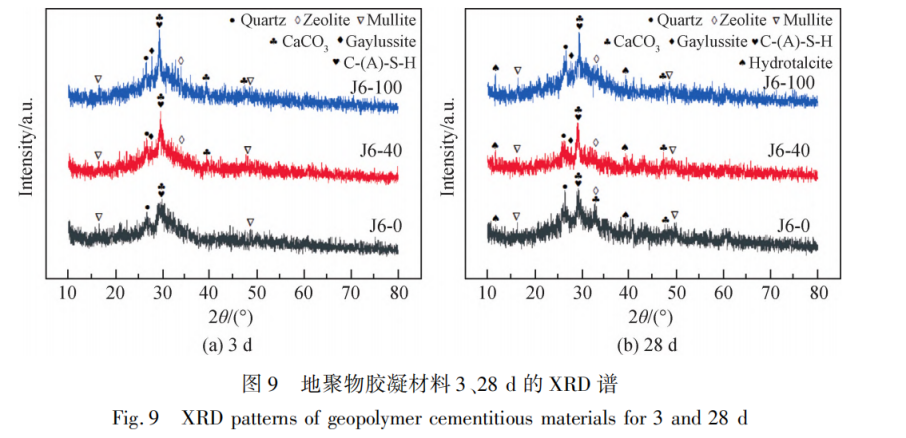 ● Quartz ◊ Zeolite ▽ Mullite
♣ CaCO₃ ♦ Gaylussite
♥ C-(A)-S-H
J6-100
J6-40
J6-0
Intensity/a.u.
10 20 30 40 50 60 70 80
2θ/(°)
(a) 3 d
● Quartz ◊ Zeolite ▽ Mullite
♣ CaCO₃ ♦ Gaylussite ♥ C-(A)-S-H
♠ Hydrotalcite
J6-100
J6-40
J6-0
Intensity/a.u.
10 20 30 40 50 60 70 80
2θ/(°)
(b) 28 d
图 9 地聚物胶凝材料 3、28 d 的 XRD 谱
Fig. 9 XRD patterns of geopolymer cementitious materials for 3 and 28 d